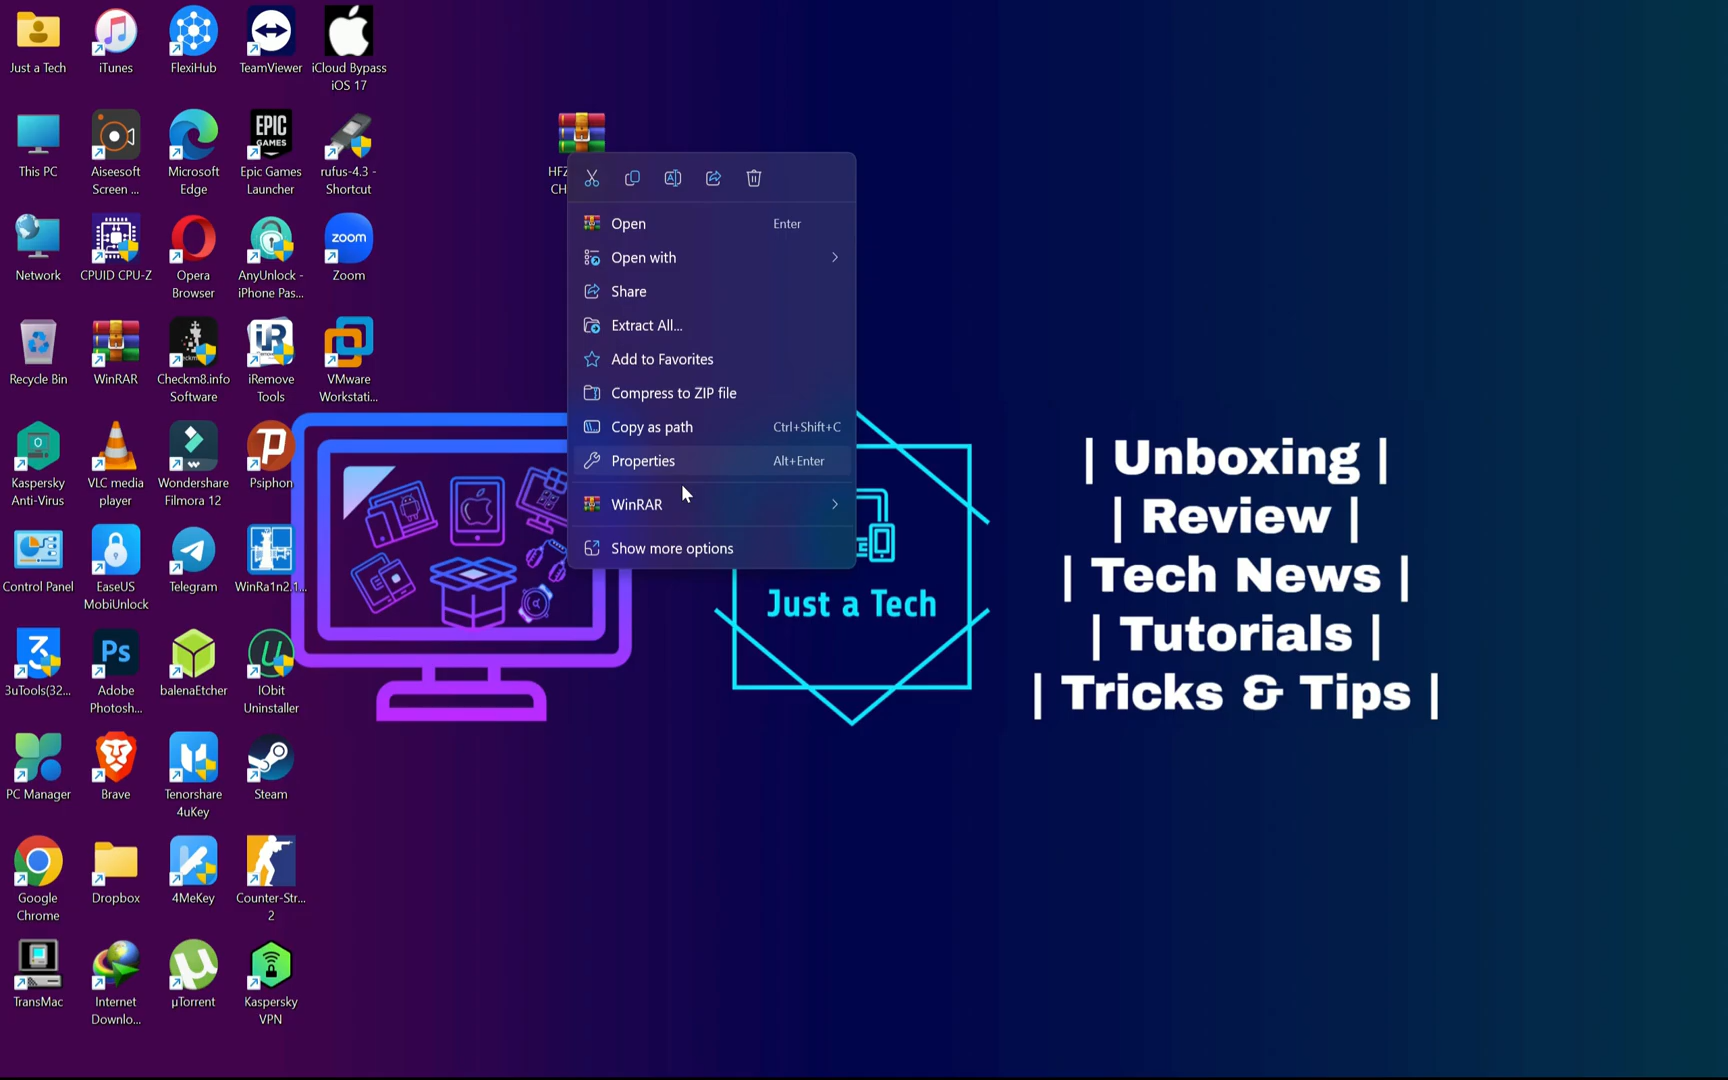 Just a Tech
iTunes
FlexiHub
TeamViewer
iCloud Bypass
iOS 17
This PC
Aiseesoft
Screen ...
Microsoft
Edge
EPIC
GAMES
Epic Games
Launcher
rufus-4.3 -
Shortcut
Network
CPUID CPU-Z
Opera
Browser
AnyUnlock -
iPhone Pas...
zoom
Zoom
Recycle Bin
WinRAR
Checkm8.info
Software
iR
iRemove
Tools
VMware
Workstati...
Kaspersky
Anti-Virus
VLC media
player
Wondershare
Filmora 12
Psiphon
Control Panel
EaseUS
MobiUnlock
Telegram
WinRa1n2.1...
3uTools(32...
Ps
Adobe
Photosh...
balenaEtcher
IObit
Uninstaller
PC Manager
Brave
Tenorshare
4uKey
Steam
Google
Chrome
Dropbox
4MeKey
Counter-Str...
2
TransMac
Internet
Downlo...
µTorrent
Kaspersky
VPN
HFZ
CH
Open Enter
Open with
Share
Extract All...
Add to Favorites
Compress to ZIP file
Copy as path Ctrl+Shift+C
Properties Alt+Enter
WinRAR
Show more options
Just a Tech
| Unboxing |
| Review |
| Tech News |
| Tutorials |
| Tricks & Tips |